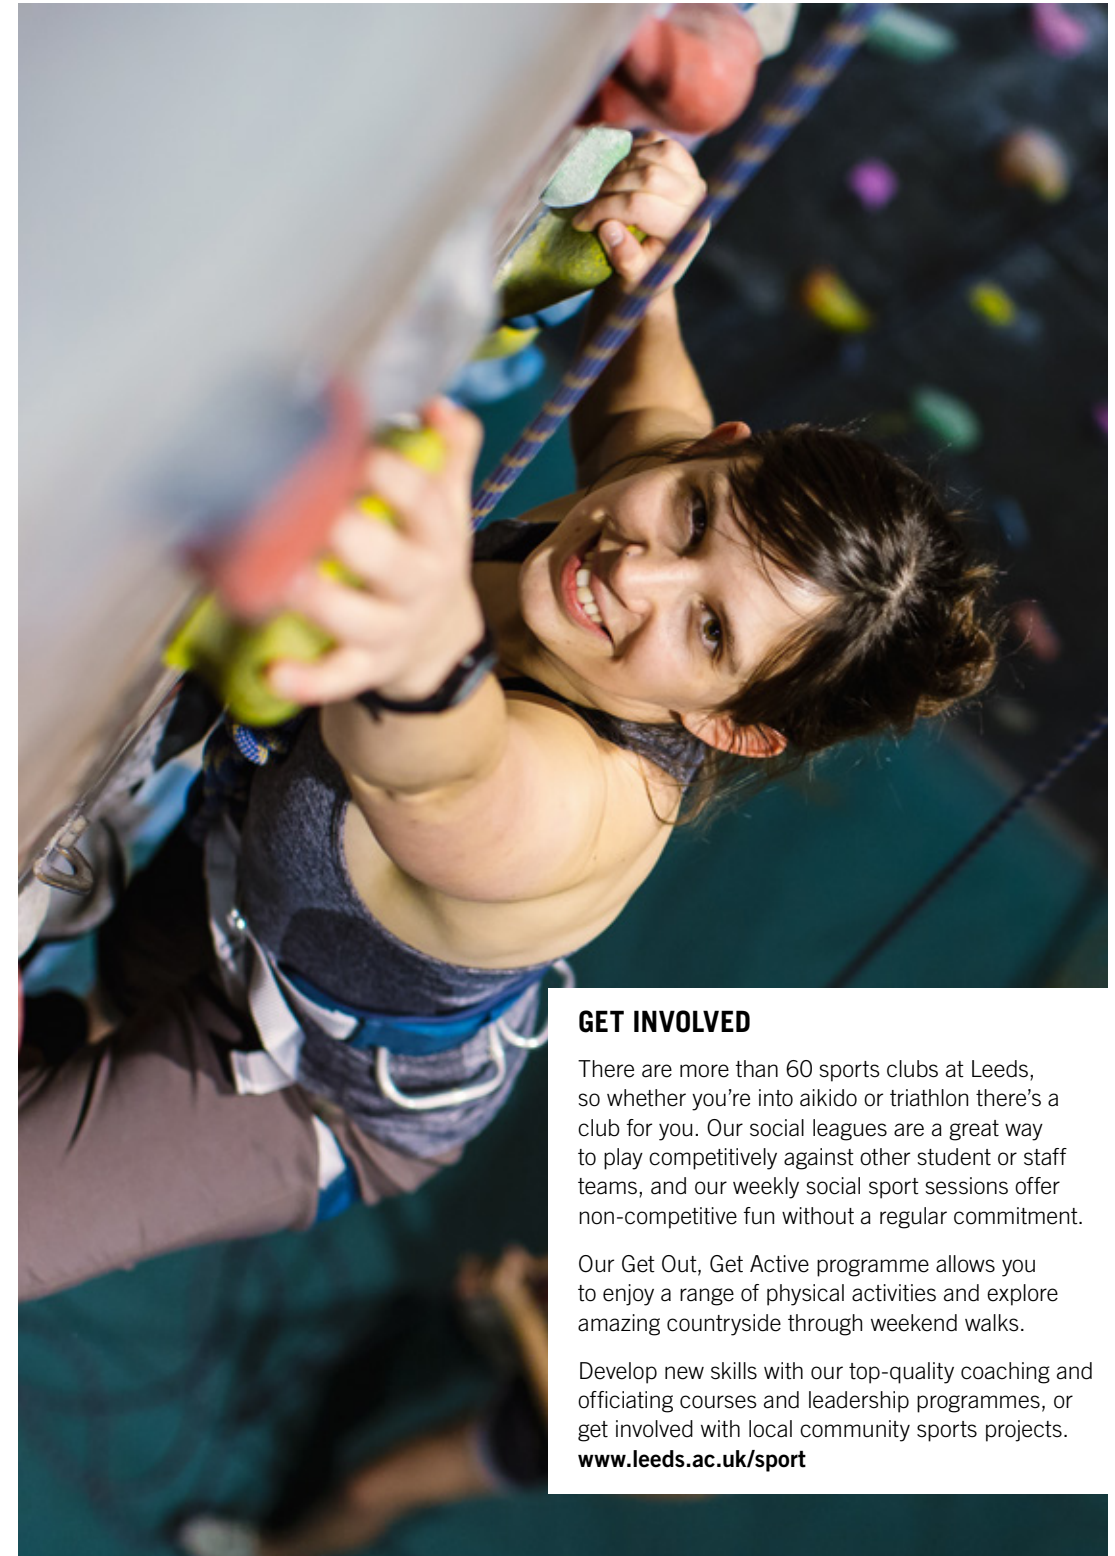 GET INVOLVED
There are more than 60 sports clubs at Leeds,
so whether you're into aikido or triathlon there's a
club for you. Our social leagues are a great way
to play competitively against other student or staff
teams, and our weekly social sport sessions offer
non-competitive fun without a regular commitment.
Our Get Out, Get Active programme allows you
to enjoy a range of physical activities and explore
amazing countryside through weekend walks.
Develop new skills with our top-quality coaching and
officiating courses and leadership programmes, or
get involved with local community sports projects.
www.leeds.ac.uk/sport